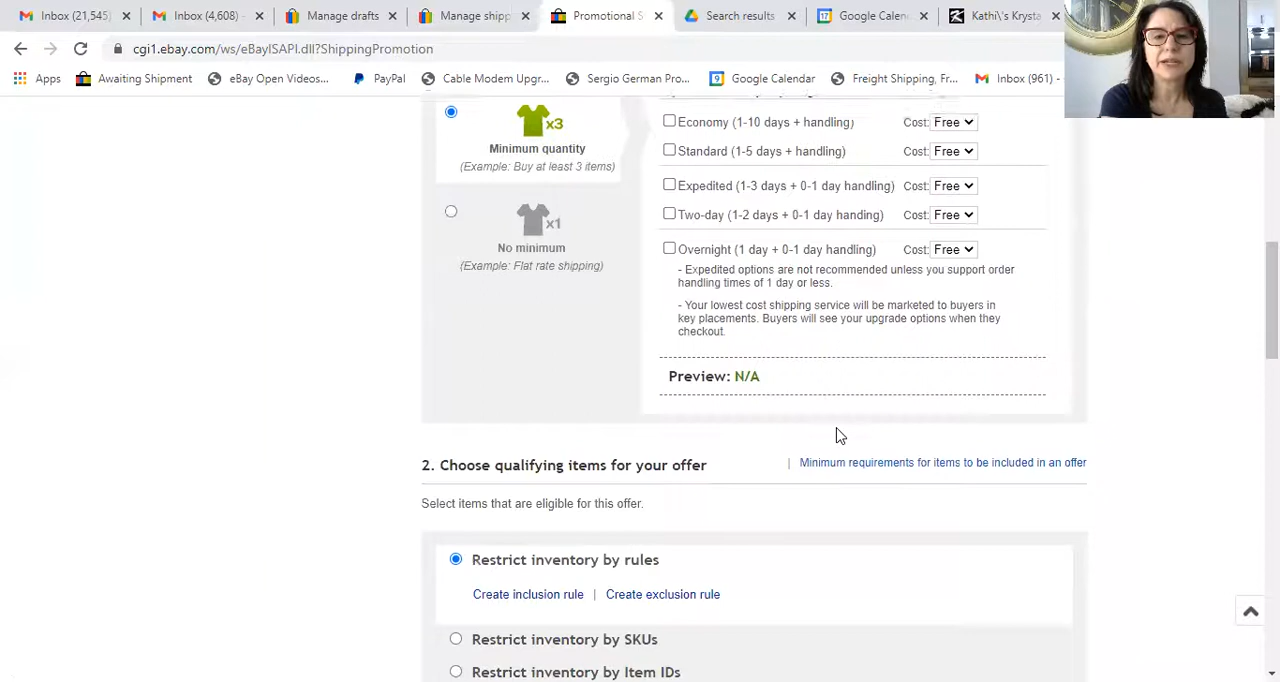 Inbox (21,545)
Inbox (4,608) -
Manage drafts
Manage shipp
Promotional S
Search results
Google Calen
Kathi\'s Krysta
cgi1.ebay.com/ws/eBayISAPI.dll?ShippingPromotion
Apps
Awaiting Shipment
eBay Open Videos...
PayPal
Cable Modem Upgr...
Sergio German Pro...
Google Calendar
Freight Shipping, Fr...
Inbox (961) -
x3
Minimum quantity
(Example: Buy at least 3 items)
x1
No minimum
(Example: Flat rate shipping)
Economy (1-10 days + handling) Cost: Free
Standard (1-5 days + handling) Cost: Free
Expedited (1-3 days + 0-1 day handling) Cost: Free
Two-day (1-2 days + 0-1 day handing) Cost: Free
Overnight (1 day + 0-1 day handling) Cost: Free
- Expedited options are not recommended unless you support order
handling times of 1 day or less.
- Your lowest cost shipping service will be marketed to buyers in
key placements. Buyers will see your upgrade options when they
checkout.
Preview: N/A
2. Choose qualifying items for your offer
| Minimum requirements for items to be included in an offer
Select items that are eligible for this offer.
Restrict inventory by rules
Create inclusion rule | Create exclusion rule
Restrict inventory by SKUs
Restrict inventory by Item IDs